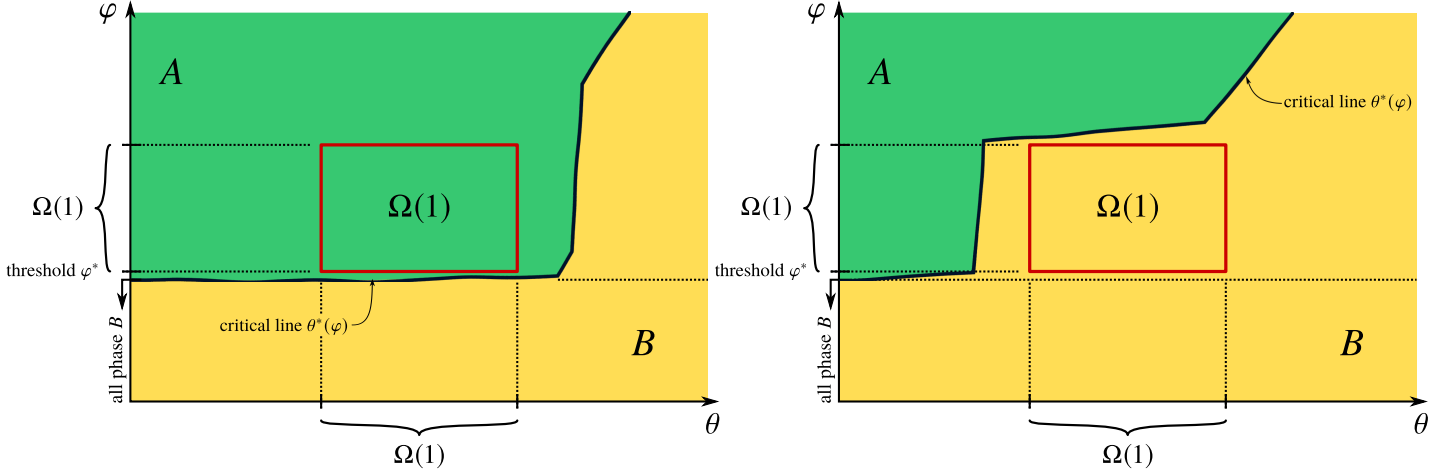 φ
A
Ω(1)
Ω(1)
threshold φ*
critical line θ*(φ)
all phase B
B
θ
Ω(1)
φ
A
critical line θ*(φ)
Ω(1)
Ω(1)
threshold φ*
all phase B
B
θ
Ω(1)